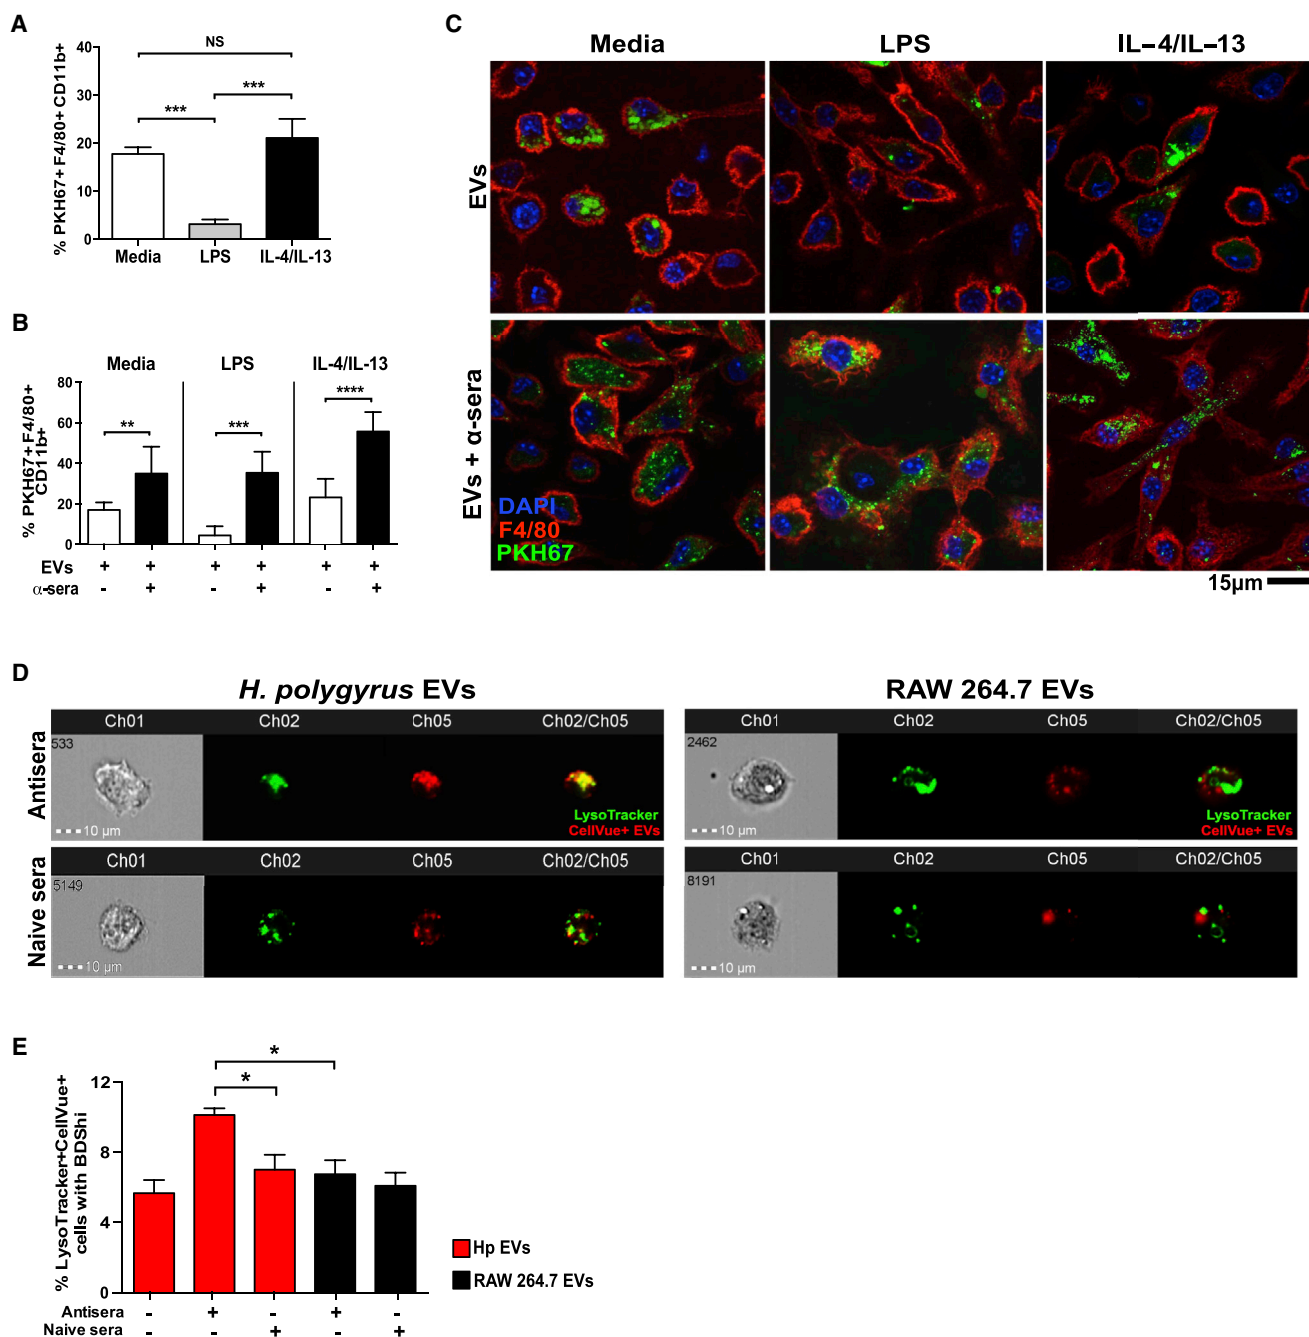 A
% PKH67+ F4/80+ CD11b+
40
30
20
10
0
NS
***
***
Media LPS IL-4/IL-13
B
% PKH67+ F4/80+
CD11b+
Media LPS IL-4/IL-13
80
60
40
20
0
** *** ****
EVs + + + + + +
α-sera - + - + - +
C
Media LPS IL-4/IL-13
EVs
EVs + α-sera
DAPI
F4/80
PKH67
15μm
D
H. polygyrus EVs
Antisera
Ch01 Ch02 Ch05 Ch02/Ch05
533
10 μm
LysoTracker
CellVue+ EVs
Naive sera
Ch01 Ch02 Ch05 Ch02/Ch05
5149
10 μm
RAW 264.7 EVs
Ch01 Ch02 Ch05 Ch02/Ch05
2462
10 μm
LysoTracker
CellVue+ EVs
Ch01 Ch02 Ch05 Ch02/Ch05
8191
10 μm
E
% LysoTracker+CellVue+
cells with BDShi
12
8
4
0
*
*
Hp EVs
RAW 264.7 EVs
Antisera - + - + -
Naive sera - - + - +